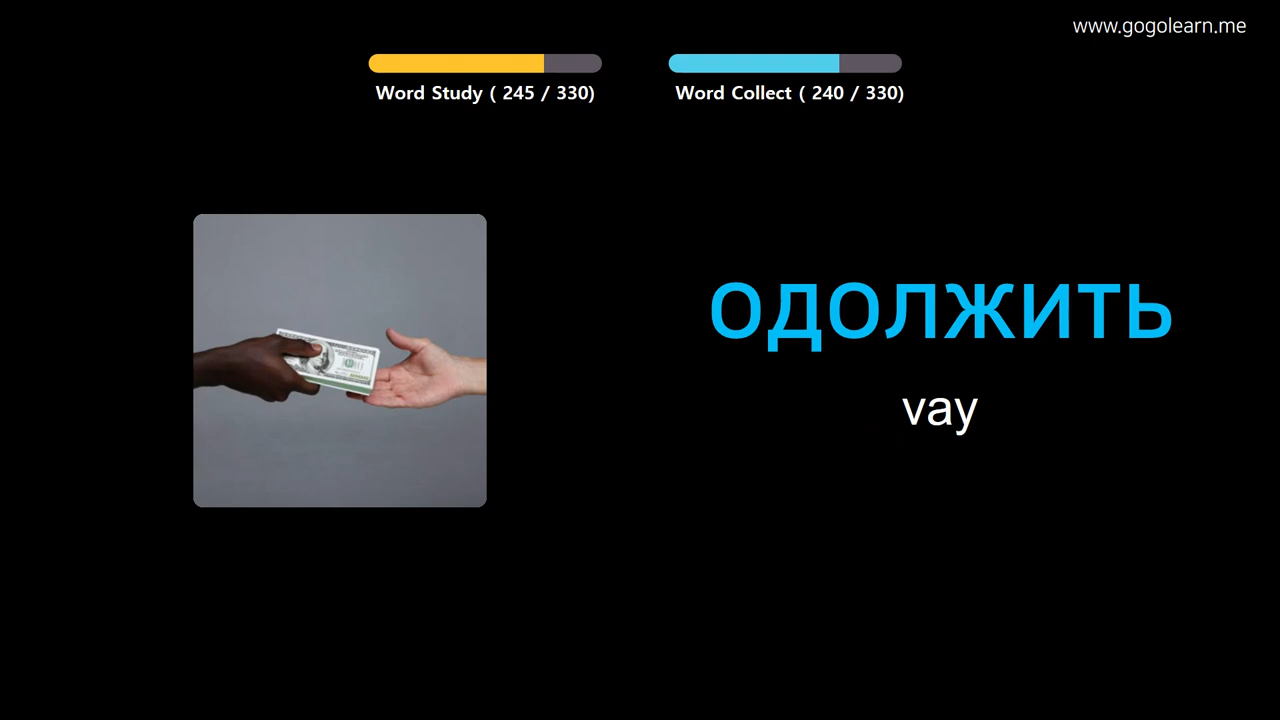 www.gogolearn.me
Word Study ( 245 / 330)
Word Collect ( 240 / 330)
одолжить
vay